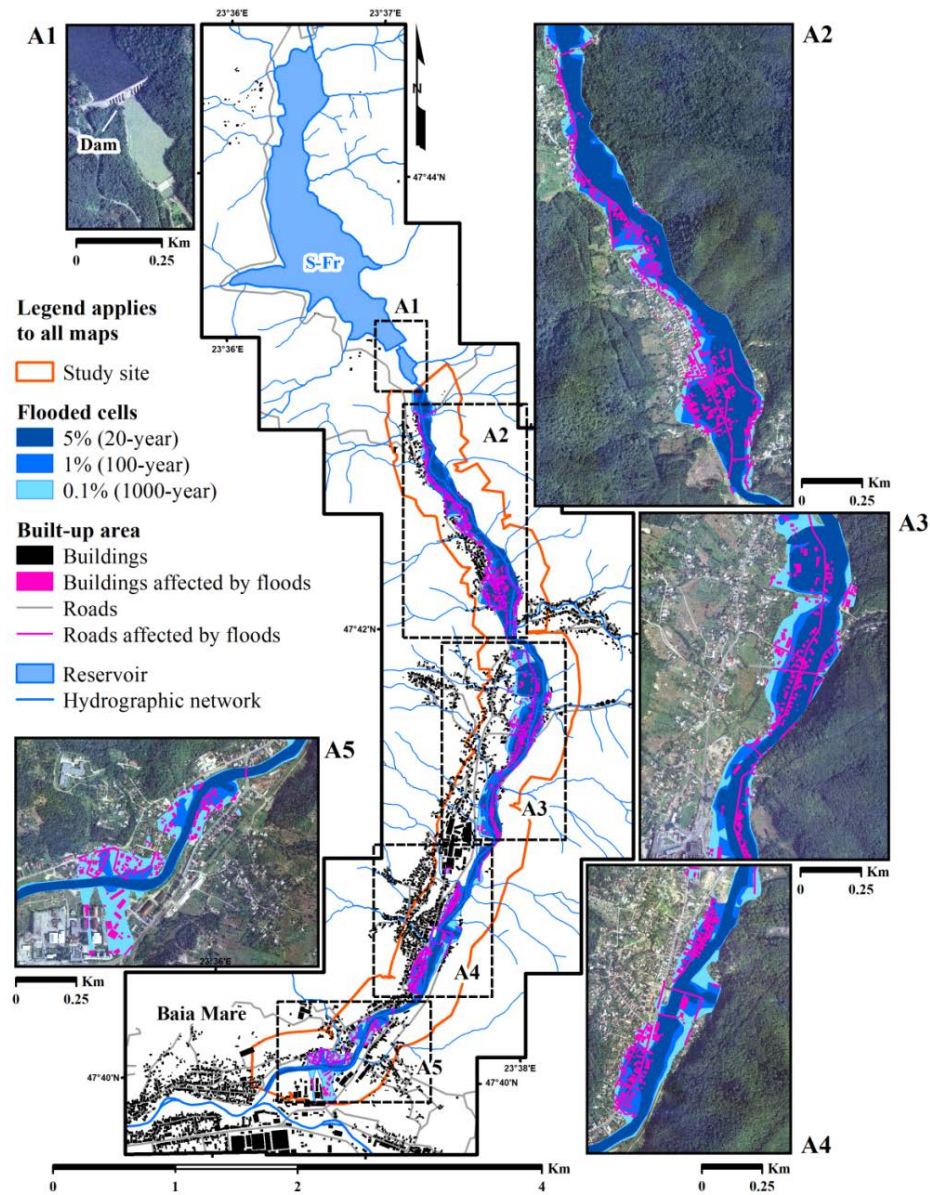 A1
Dam
Km
0 0.25
23°36'E 23°37'E
N
47°44'N
S-Fr
23°36'E
A1
A2
47°42'N
A3
A4
Baia Mare
A5
23°38'E
47°40'N
47°40'N
Km
0 1 2 3 4
Legend applies
to all maps
Study site
Flooded cells
5% (20-year)
1% (100-year)
0.1% (1000-year)
Built-up area
Buildings
Buildings affected by floods
Roads
Roads affected by floods
Reservoir
Hydrographic network
A5
23°36'E
Km
0 0.25
A2
Km
0 0.25
A3
Km
0 0.25
Km
0 0.25
A4